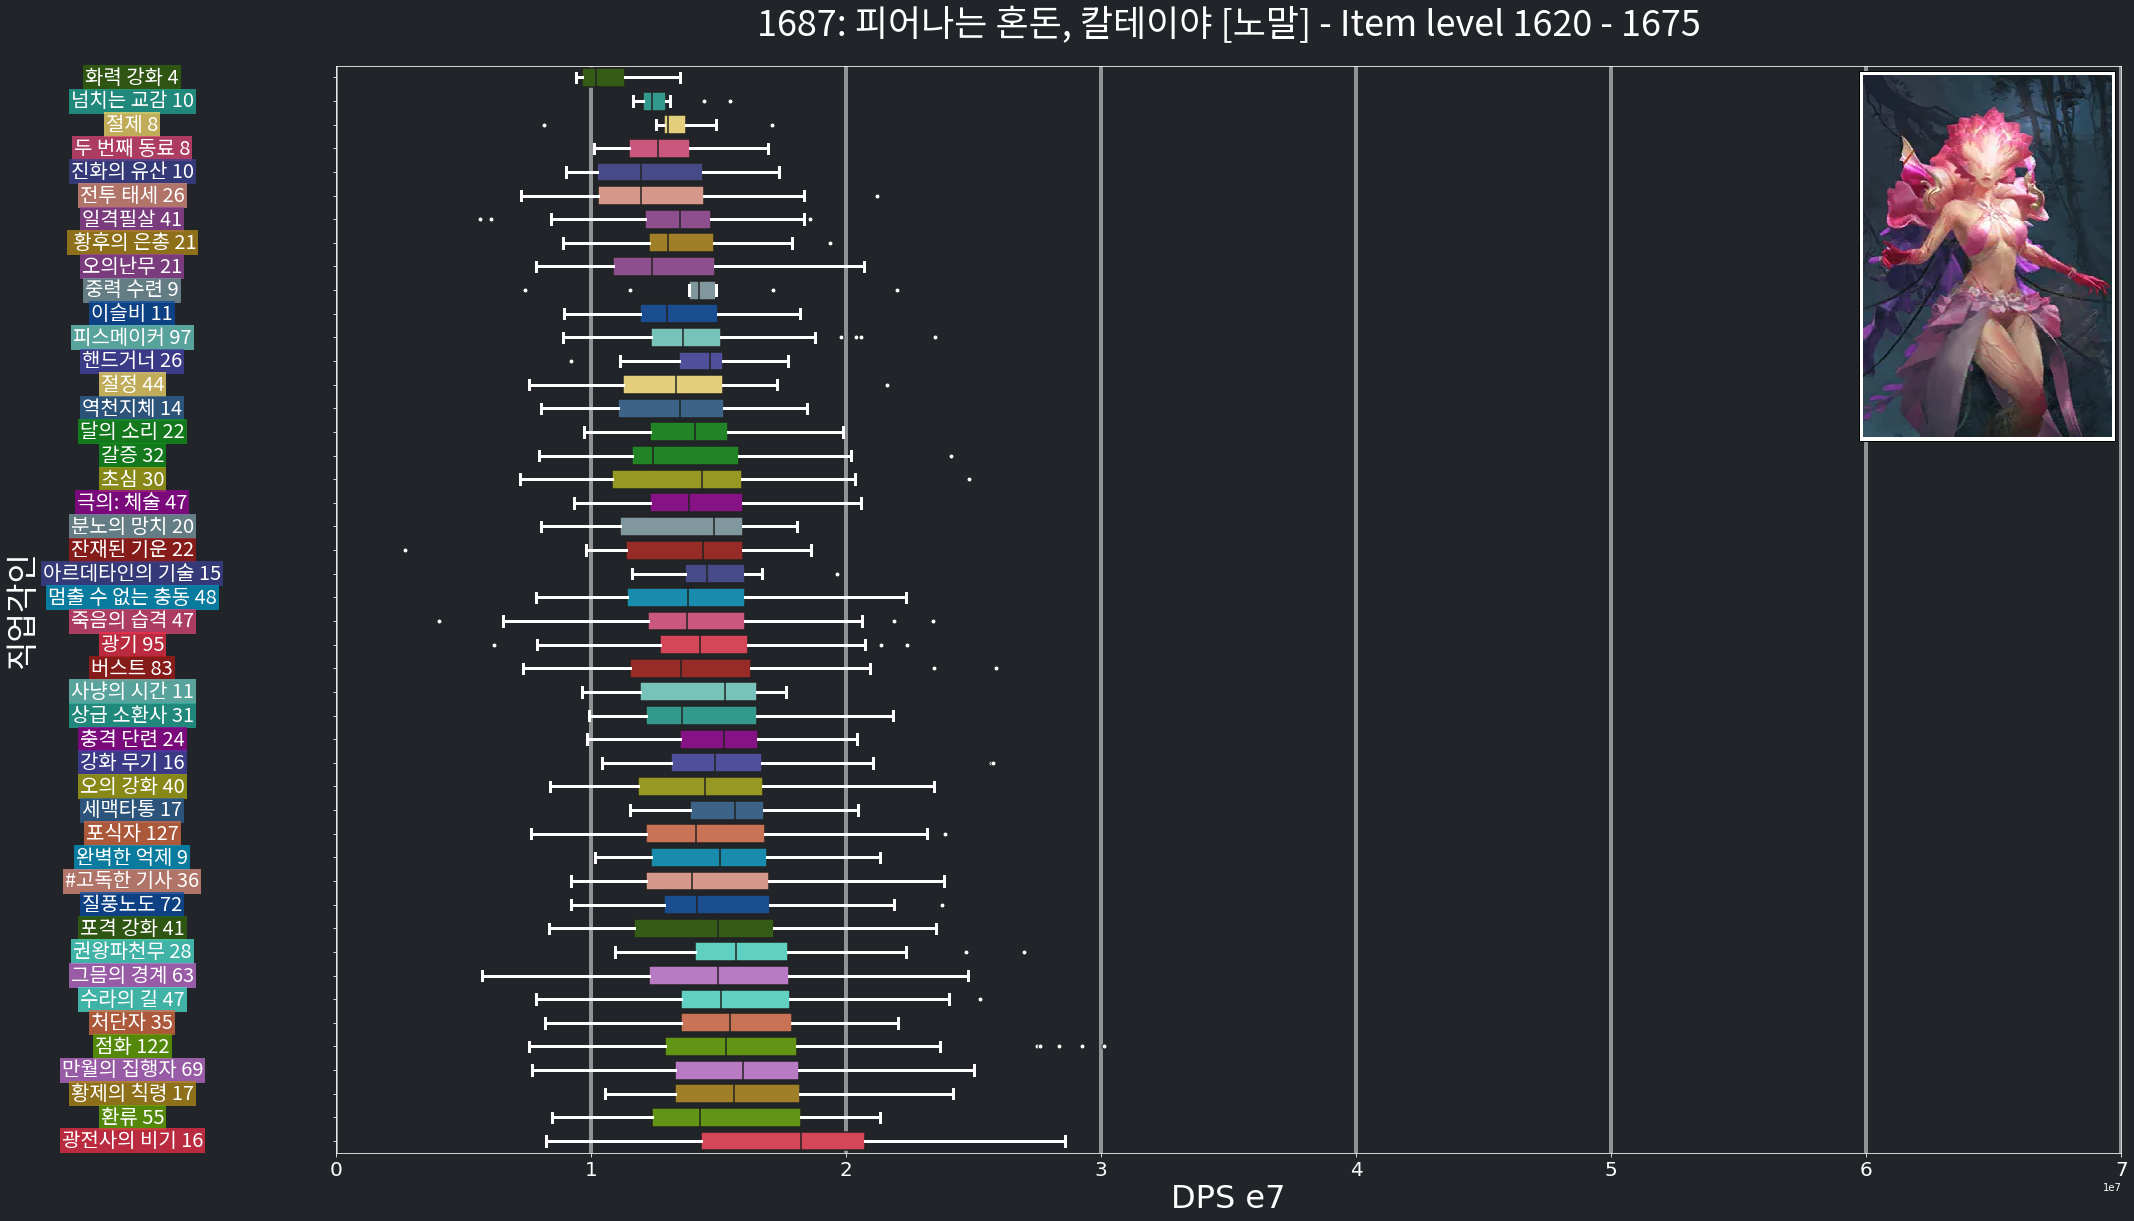 1687: 피어나는 혼돈, 칼테이야 [노말] - Item level 1620 - 1675
직업각인
화력 강화 4
넘치는 교감 10
절제 8
두 번째 동료 8
진화의 유산 10
전투 태세 26
일격필살 41
황후의 은총 21
오의난무 21
중력 수련 9
이슬비 11
피스메이커 97
핸드거너 26
절정 44
역천지체 14
달의 소리 22
갈증 32
초심 30
극의: 체술 47
분노의 망치 20
잔재된 기운 22
아르데타인의 기술 15
멈출 수 없는 충동 48
죽음의 습격 47
광기 95
버스트 83
사냥의 시간 11
상급 소환사 31
충격 단련 24
강화 무기 16
오의 강화 40
세맥타통 17
포식자 127
완벽한 억제 9
#고독한 기사 36
질풍노도 72
포격 강화 41
권왕파천무 28
그믐의 경계 63
수라의 길 47
처단자 35
점화 122
만월의 집행자 69
황제의 칙령 17
환류 55
광전사의 비기 16
0 1 2 3 4 5 6 7
DPS e7
1e7